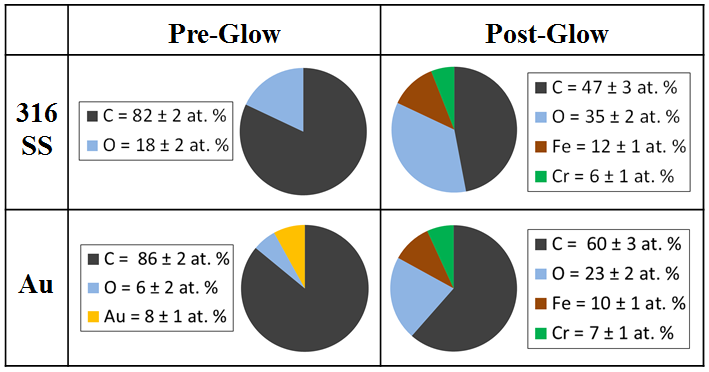 Pre-Glow
Post-Glow
316
SS
C = 82 ± 2 at. %
O = 18 ± 2 at. %
C = 47 ± 3 at. %
O = 35 ± 2 at. %
Fe = 12 ± 1 at. %
Cr = 6 ± 1 at. %
Au
C = 86 ± 2 at. %
O = 6 ± 2 at. %
Au = 8 ± 1 at. %
C = 60 ± 3 at. %
O = 23 ± 2 at. %
Fe = 10 ± 1 at. %
Cr = 7 ± 1 at. %